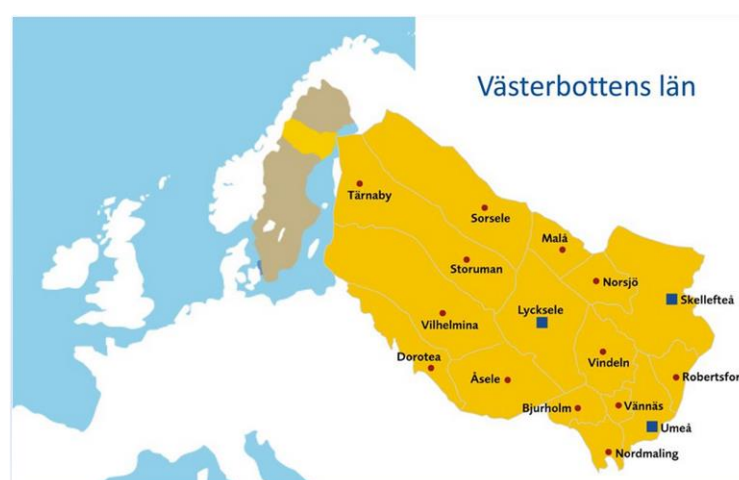 Västerbottens län
Tärnaby
Sorsele
Malå
Storuman
Norsjö
Skellefteå
Lycksele
Vilhelmina
Dorotea
Vindeln
Åsele
Robertsfor
Bjurholm
Vännäs
Umeå
Nordmaling